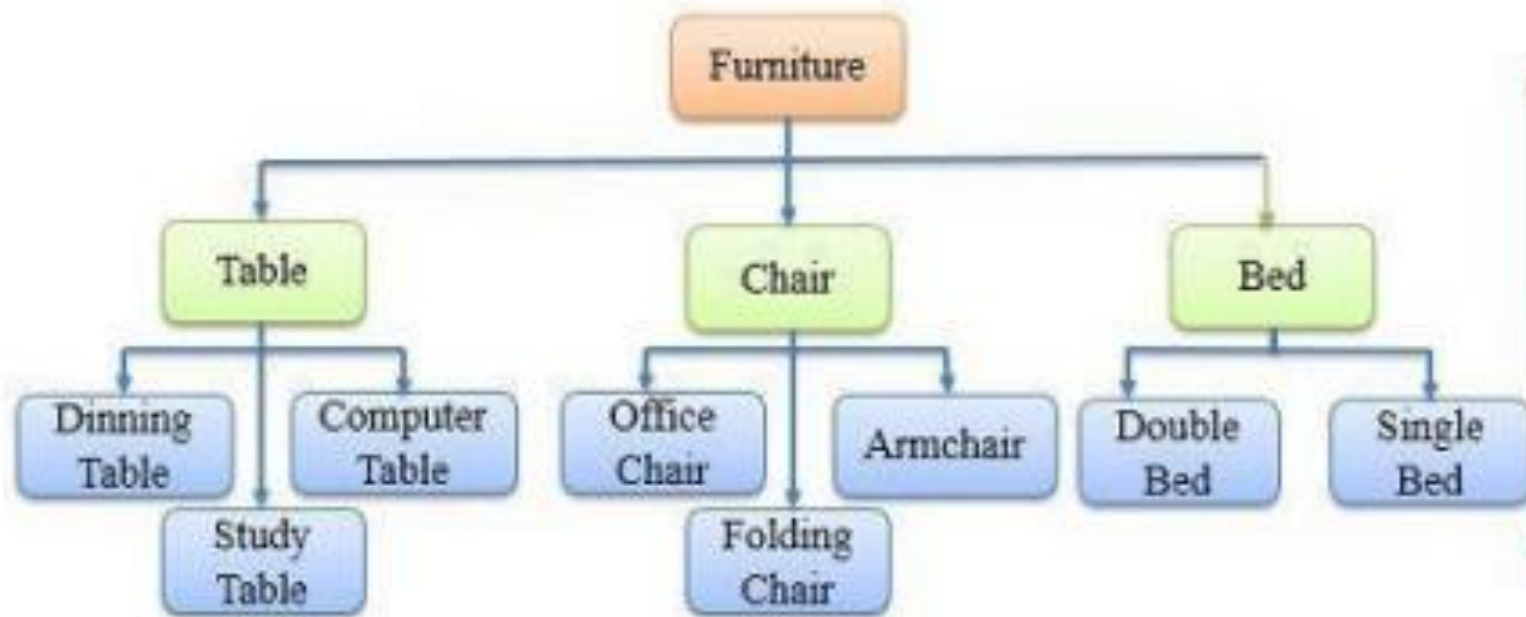 Furniture
Table
Chair
Bed
Dinning
Table
Computer
Table
Study
Table
Office
Chair
Armchair
Folding
Chair
Double
Bed
Single
Bed